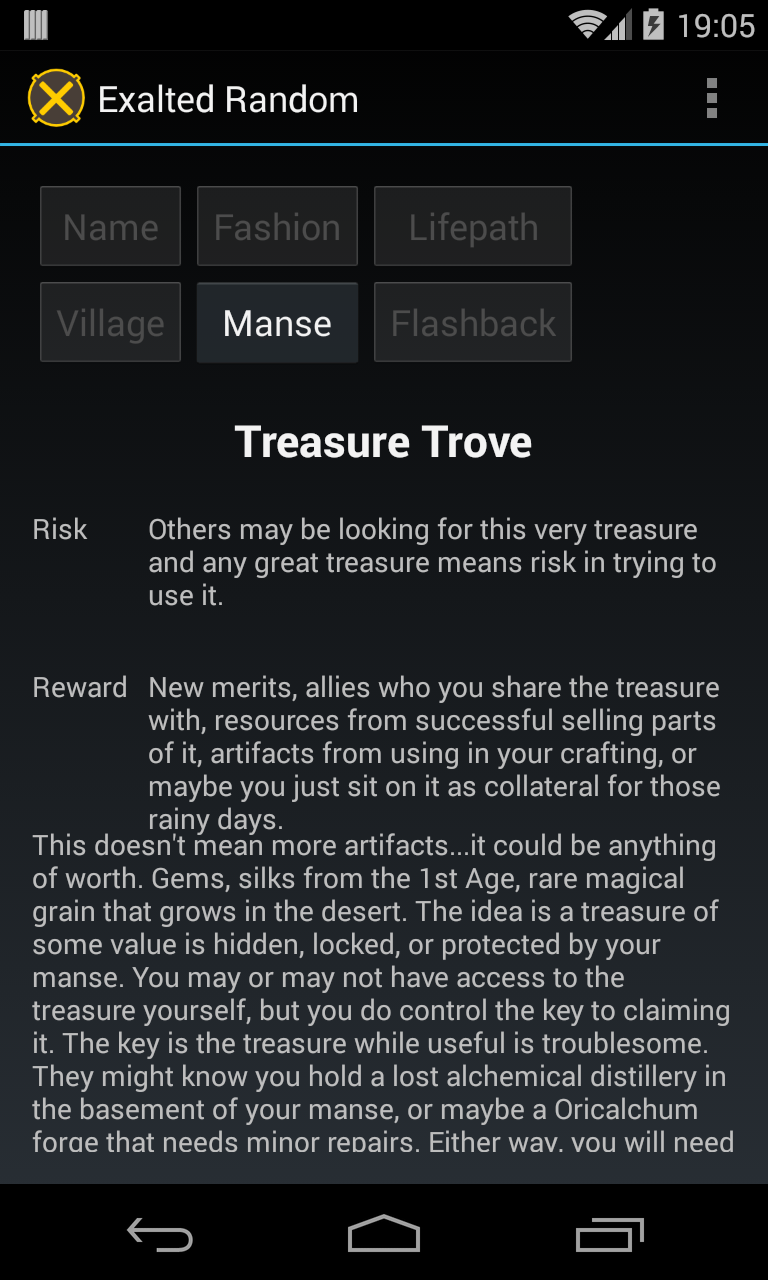 19:05
Exalted Random
Name Fashion Lifepath
Village Manse Flashback
Treasure Trove
Risk Others may be looking for this very treasure
and any great treasure means risk in trying to
use it.
Reward New merits, allies who you share the treasure
with, resources from successful selling parts
of it, artifacts from using in your crafting, or
maybe you just sit on it as collateral for those
rainy days.
This doesn't mean more artifacts...it could be anything
of worth. Gems, silks from the 1st Age, rare magical
grain that grows in the desert. The idea is a treasure of
some value is hidden, locked, or protected by your
manse. You may or may not have access to the
treasure yourself, but you do control the key to claiming
it. The key is the treasure while useful is troublesome.
They might know you hold a lost alchemical distillery in
the basement of your manse, or maybe a Oricalchum
forge that needs minor repairs. Either way, you will need